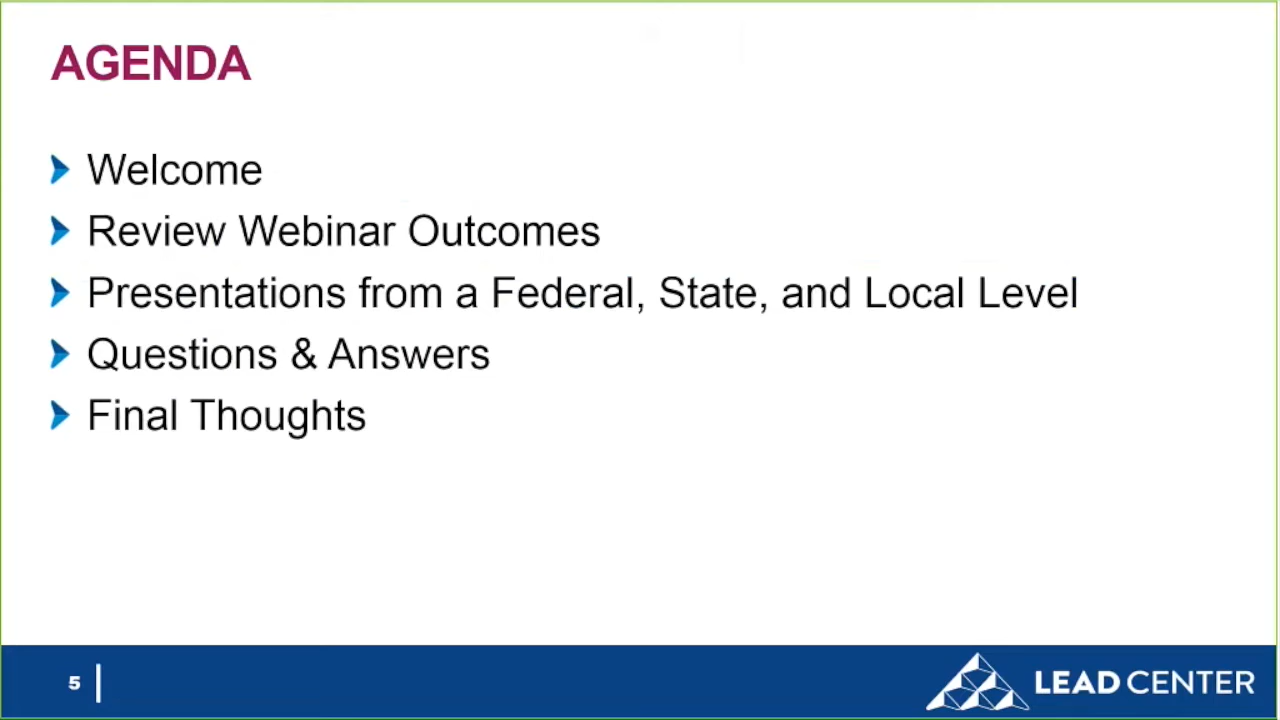 AGENDA
Welcome
Review Webinar Outcomes
Presentations from a Federal, State, and Local Level
Questions & Answers
Final Thoughts
5
LEAD CENTER